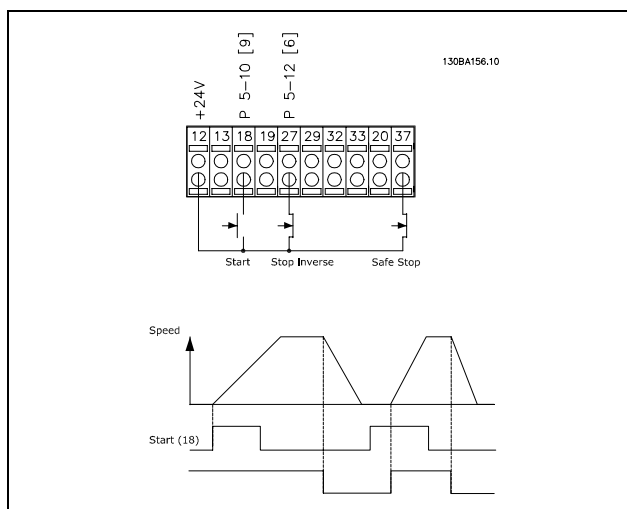 130BA156.10
+24V
P 5-10 [9]
P 5-12 [6]
12 13 18 19 27 29 32 33 20 37
Start Stop Inverse Safe Stop
Speed
Start (18)